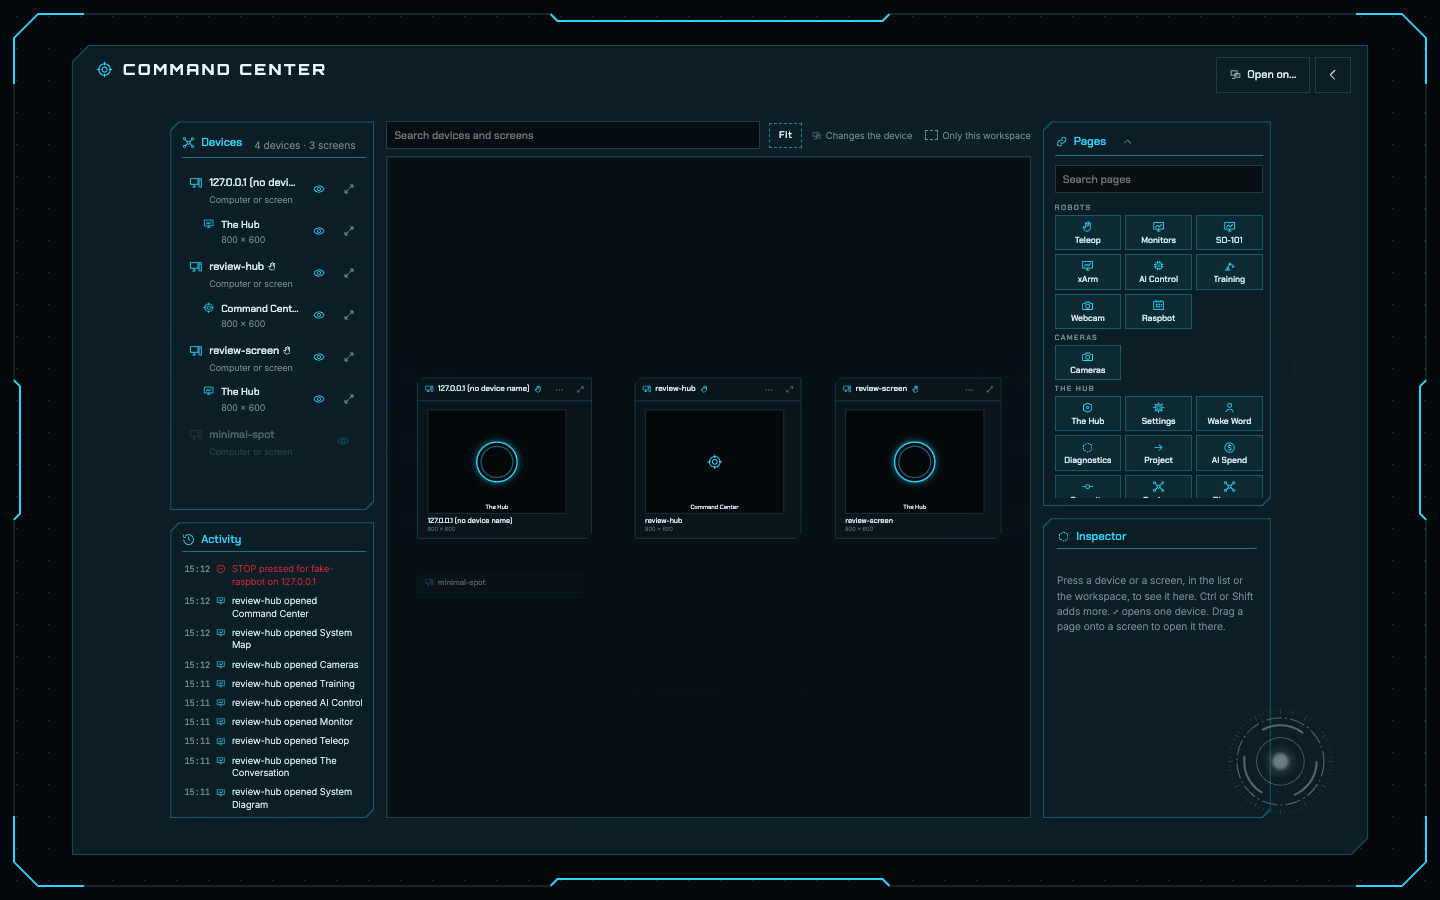 COMMAND CENTER
Open on...
Devices
4 devices · 3 screens
127.0.0.1 (no devi...
Computer or screen
The Hub
800 × 600
review-hub
Computer or screen
Command Cent...
800 × 600
review-screen
Computer or screen
The Hub
800 × 600
minimal-spot
Computer or screen
Activity
15:12 STOP pressed for fake-
raspbot on 127.0.0.1
15:12 review-hub opened
Command Center
15:12 review-hub opened System
Map
15:12 review-hub opened Cameras
15:11 review-hub opened Training
15:11 review-hub opened AI Control
15:11 review-hub opened Monitor
15:11 review-hub opened Teleop
15:11 review-hub opened The
Conversation
15:11 review-hub opened System
Diagram
Search devices and screens
Fit
Changes the device
Only this workspace
127.0.0.1 (no device name)
The Hub
127.0.0.1 (no device name)
800 × 600
review-hub
Command Center
review-hub
800 × 600
review-screen
The Hub
review-screen
800 × 600
minimal-spot
Pages
Search pages
ROBOTS
Teleop
Monitors
SO-101
xArm
AI Control
Training
Webcam
Raspbot
CAMERAS
Cameras
THE HUB
The Hub
Settings
Wake Word
Diagnostics
Project
AI Spend
Inspector
Press a device or a screen, in the list or
the workspace, to see it here. Ctrl or Shift
adds more. ⤢ opens one device. Drag a
page onto a screen to open it there.